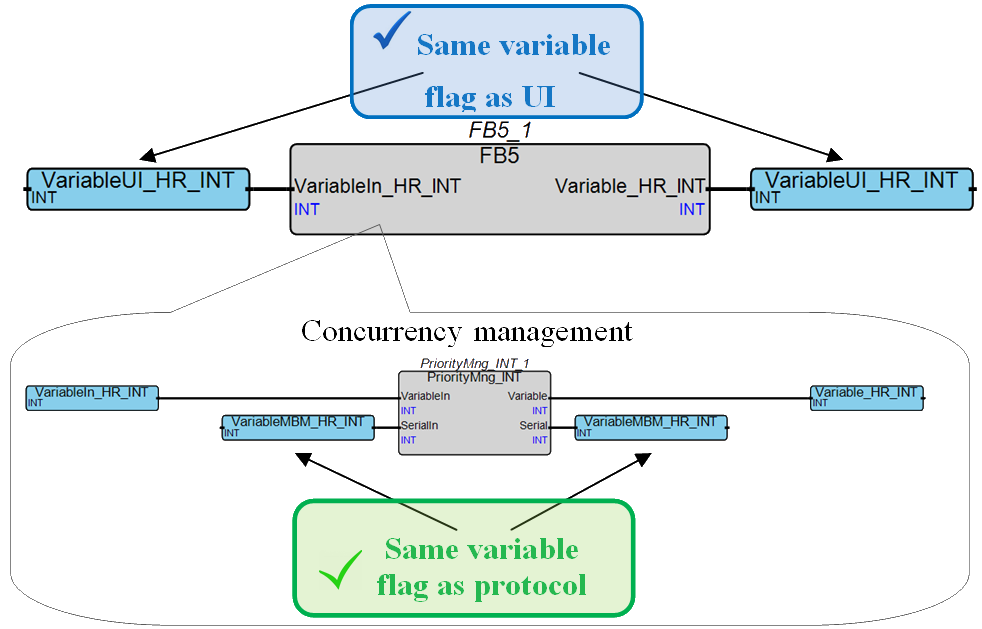 Same variable
flag as UI
FB5_1
FB5
VariableUI_HR_INT
INT
VariableIn_HR_INT
INT
Variable_HR_INT
INT
VariableUI_HR_INT
INT
Concurrency management
PriorityMng_INT_1
PriorityMng_INT
VariableIn_HR_INT
INT
VariableIn
INT
Variable
INT
Variable_HR_INT
INT
VariableMBM_HR_INT
INT
SerialIn
INT
Serial
INT
VariableMBM_HR_INT
INT
Same variable
flag as protocol